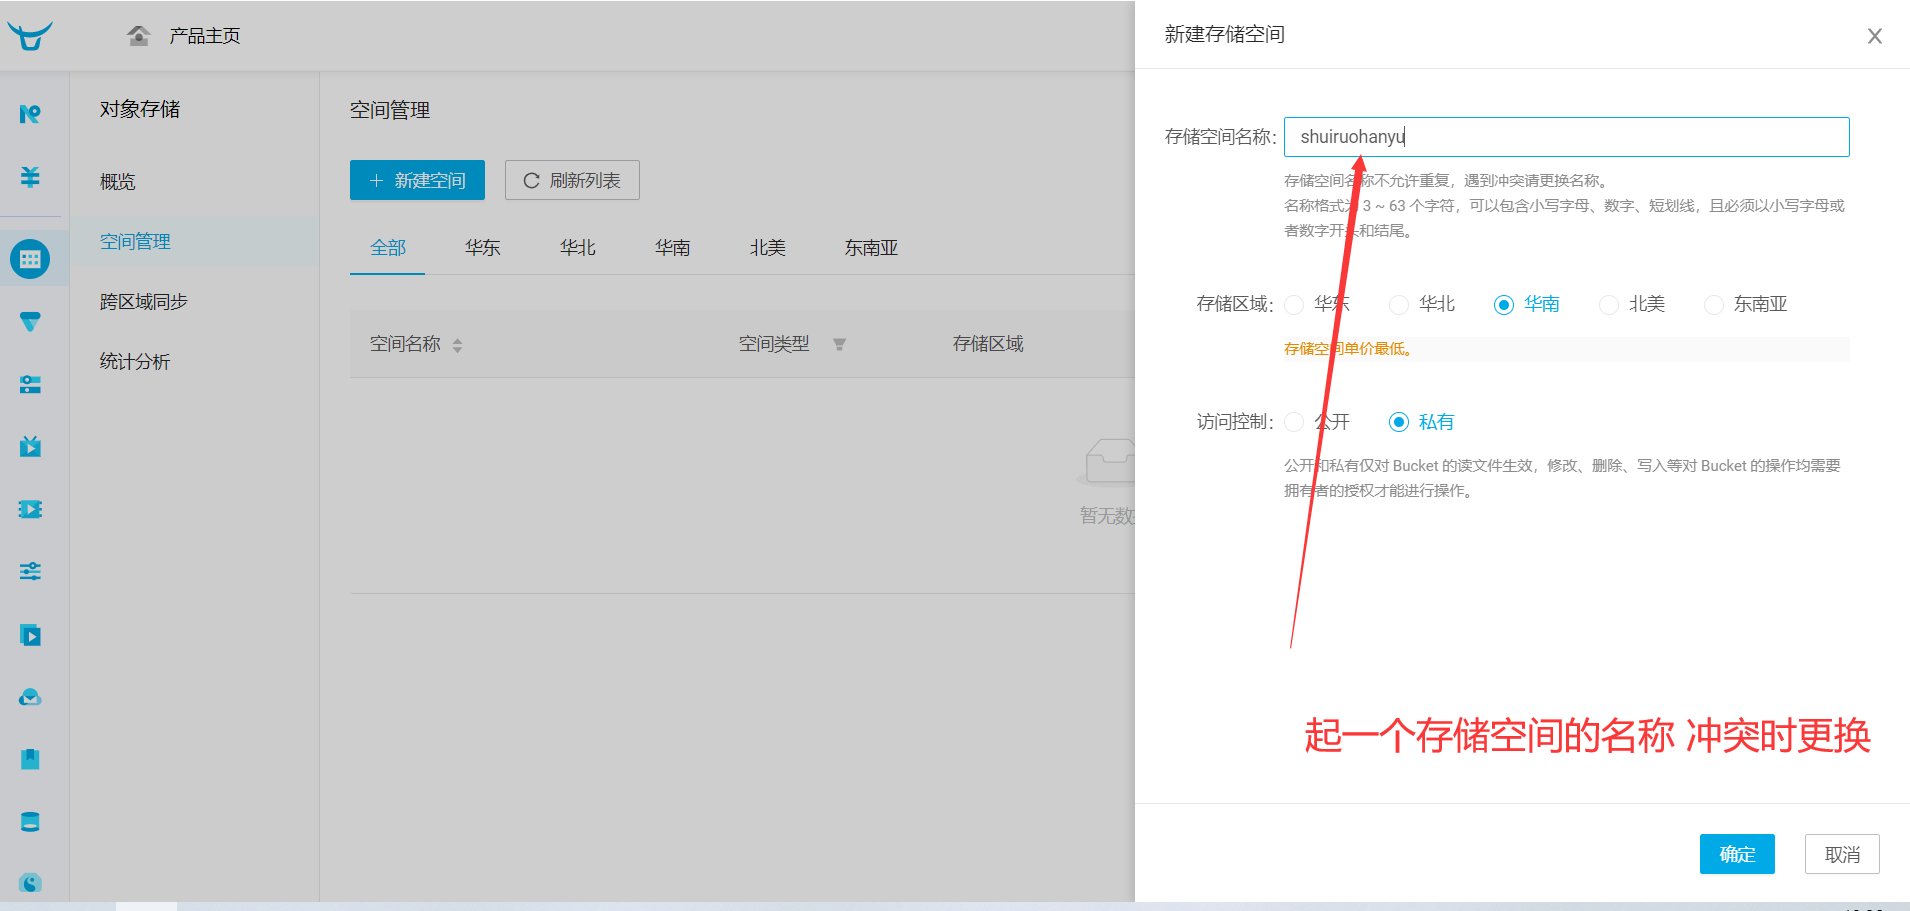 产品主页
对象存储
概览
空间管理
跨区域同步
统计分析
空间管理
新建空间
刷新列表
全部 华东 华北 华南 北美 东南亚
空间名称 空间类型 存储区域
暂无数
新建存储空间
存储空间名称: shuiruohanyu
存储空间名称不允许重复，遇到冲突请更换名称。
名称格式为 3 ~ 63 个字符，可以包含小写字母、数字、短划线，且必须以小写字母或
者数字开头和结尾。
存储区域: 华东 华北 华南 北美 东南亚
存储空间单价最低。
访问控制: 公开 私有
公开和私有仅对 Bucket 的读文件生效，修改、删除、写入等对 Bucket 的操作均需要
拥有者的授权才能进行操作。
起一个存储空间的名称 冲突时更换
确定 取消